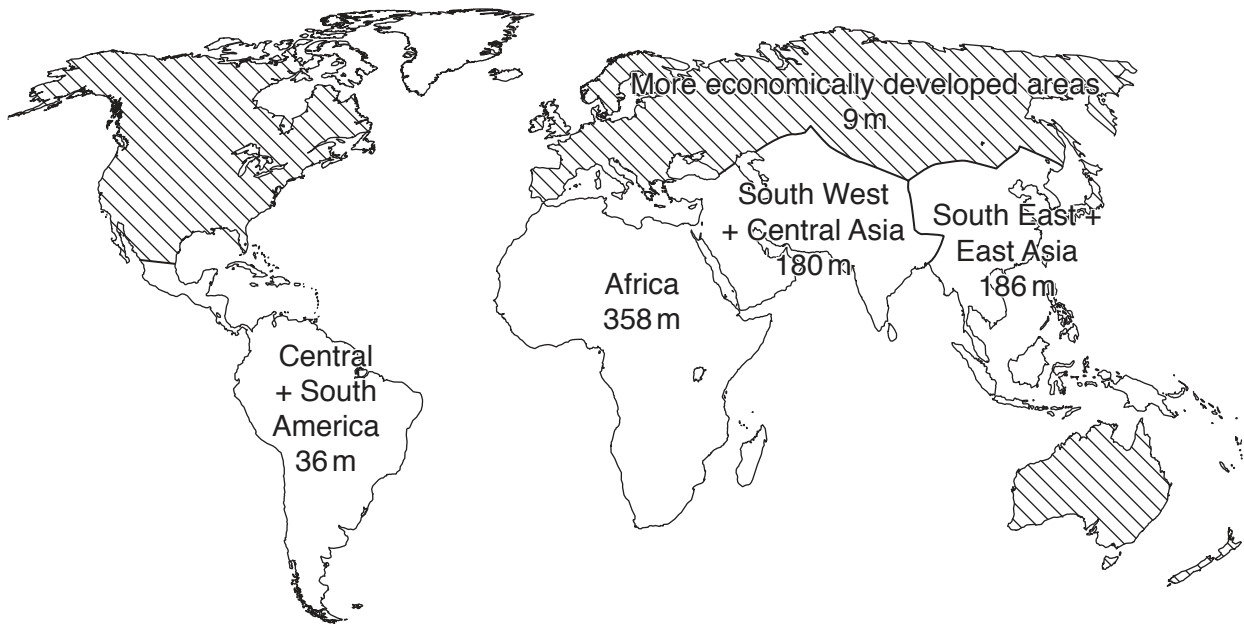 More economically developed areas
9 m
South West
+ Central Asia
180 m
South East +
East Asia
186 m
Africa
358 m
Central
+ South
America
36 m